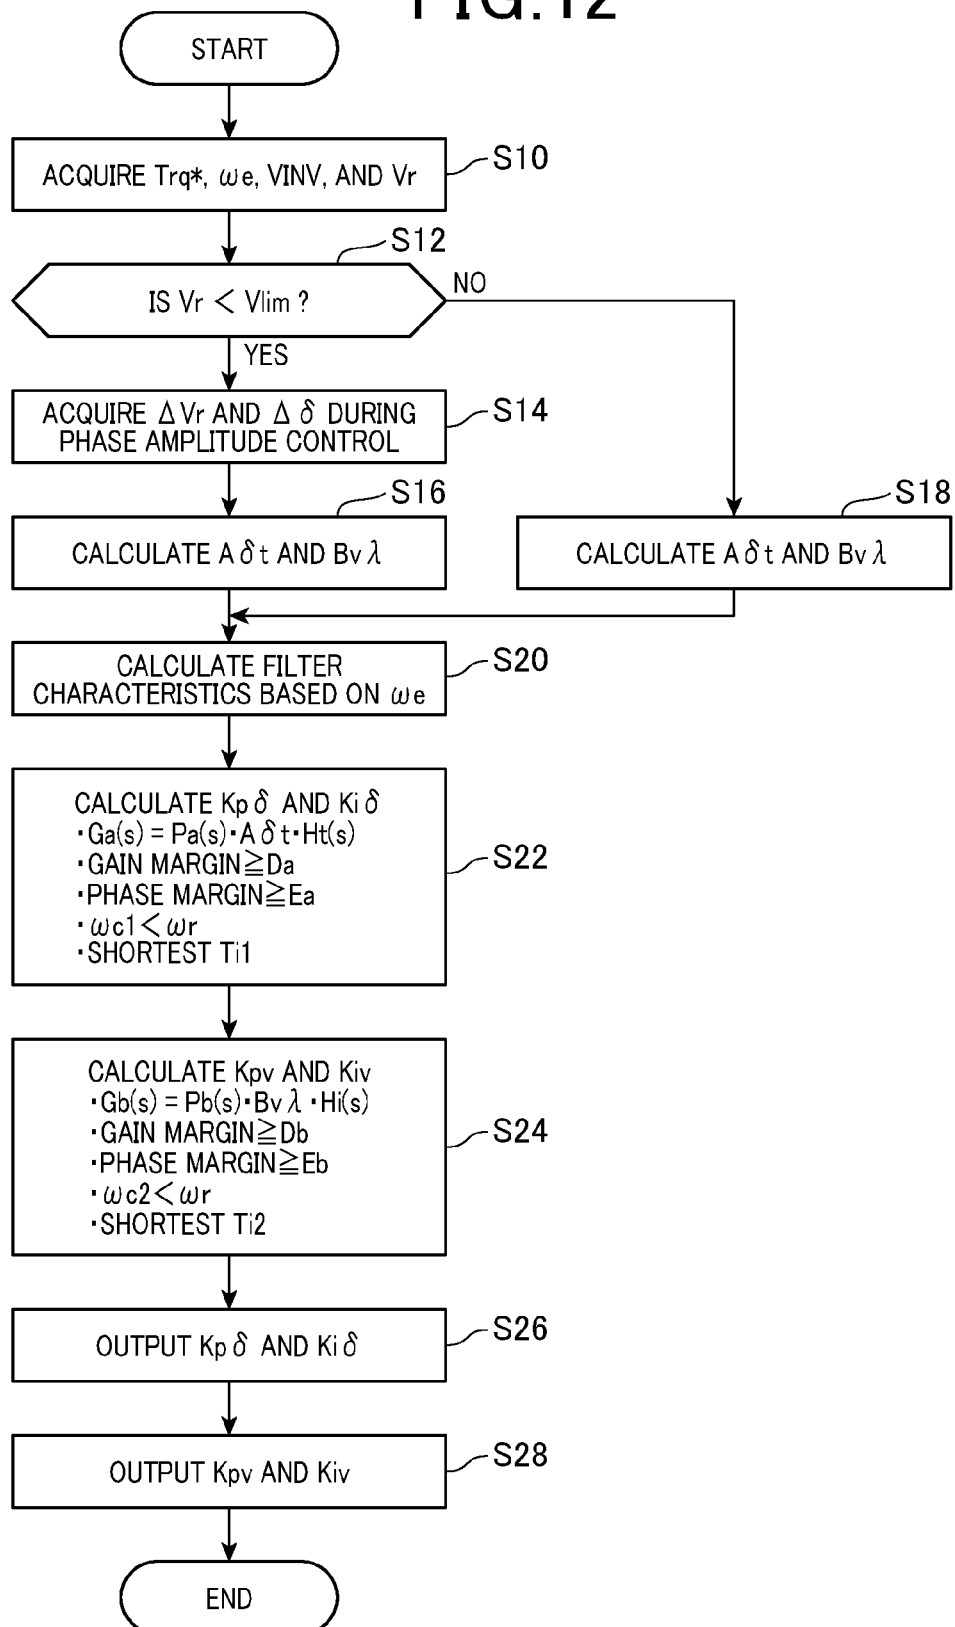 FIG.12
START
ACQUIRE Trq*, ωe, VINV, AND Vr
S10
S12
IS Vr < Vlim ?
NO
YES
ACQUIRE ΔVr AND Δδ DURING
PHASE AMPLITUDE CONTROL
S14
S16
CALCULATE Aδt AND Bvλ
S18
CALCULATE Aδt AND Bvλ
CALCULATE FILTER
CHARACTERISTICS BASED ON ωe
S20
CALCULATE Kpδ AND Kiδ
・Ga(s) = Pa(s)・Aδt・Ht(s)
・GAIN MARGIN≧Da
・PHASE MARGIN≧Ea
・ωc1<ωr
・SHORTEST Ti1
S22
CALCULATE Kpv AND Kiv
・Gb(s) = Pb(s)・Bvλ・Hi(s)
・GAIN MARGIN≧Db
・PHASE MARGIN≧Eb
・ωc2<ωr
・SHORTEST Ti2
S24
OUTPUT Kpδ AND Kiδ
S26
OUTPUT Kpv AND Kiv
S28
END